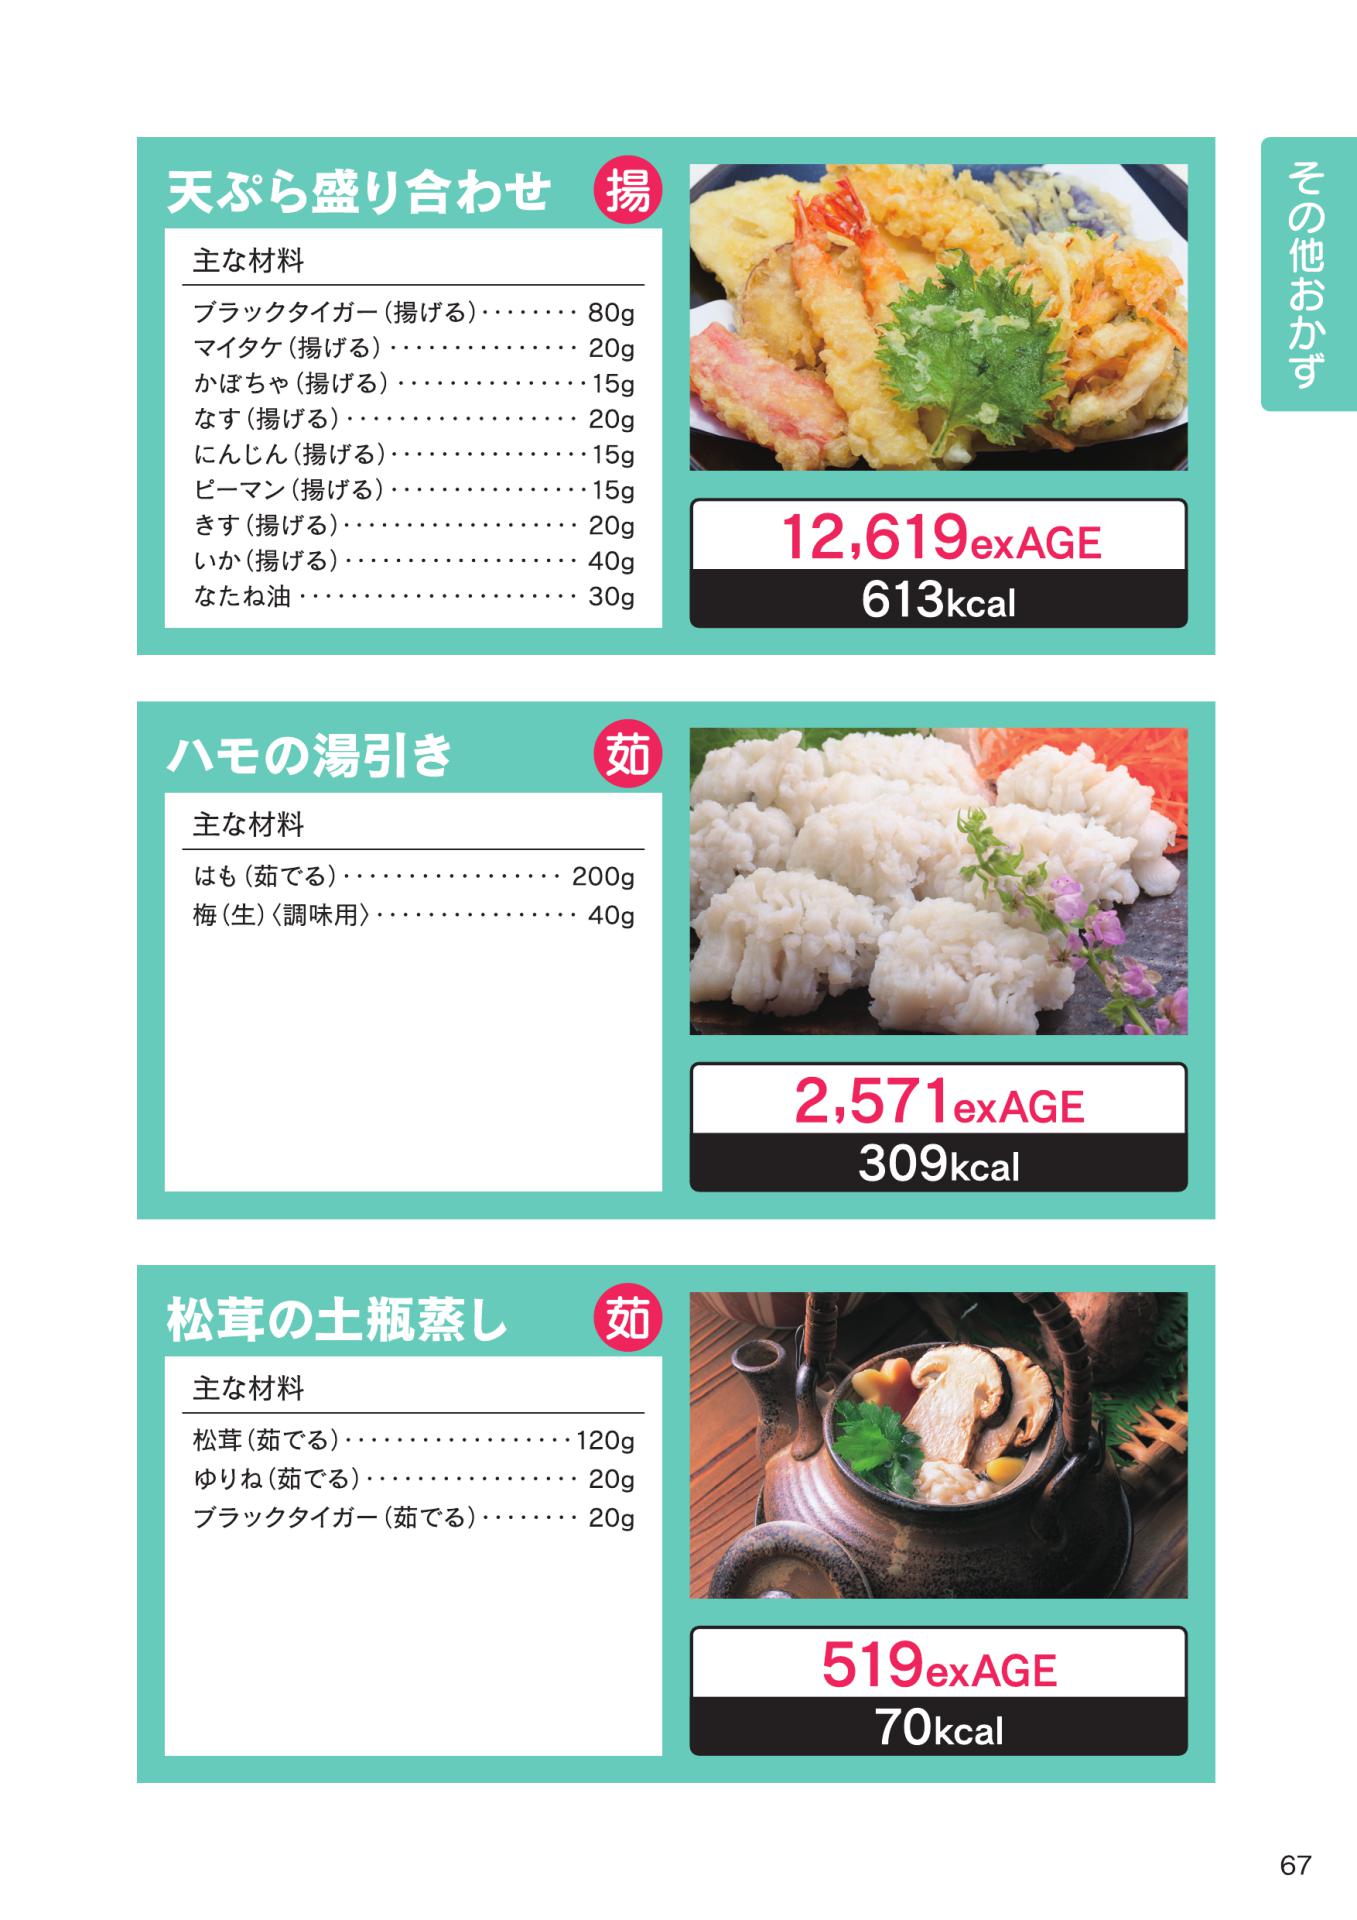 その他おかず
天ぷら盛り合わせ 揚
主な材料
ブラックタイガー（揚げる）‥‥‥‥ 80g
マイタケ（揚げる）‥‥‥‥‥‥‥ 20g
かぼちゃ（揚げる）‥‥‥‥‥‥‥15g
なす（揚げる）‥‥‥‥‥‥‥‥‥ 20g
にんじん（揚げる）‥‥‥‥‥‥‥15g
ピーマン（揚げる）‥‥‥‥‥‥‥15g
きす（揚げる）‥‥‥‥‥‥‥‥‥ 20g
いか（揚げる）‥‥‥‥‥‥‥‥‥ 40g
なたね油‥‥‥‥‥‥‥‥‥‥‥ 30g
12,619exAGE
613kcal
ハモの湯引き 茹
主な材料
はも（茹でる）‥‥‥‥‥‥‥‥ 200g
梅（生）〈調味用〉‥‥‥‥‥‥‥ 40g
2,571exAGE
309kcal
松茸の土瓶蒸し 茹
主な材料
松茸（茹でる）‥‥‥‥‥‥‥‥‥120g
ゆりね（茹でる）‥‥‥‥‥‥‥‥ 20g
ブラックタイガー（茹でる）‥‥‥‥ 20g
519exAGE
70kcal
67